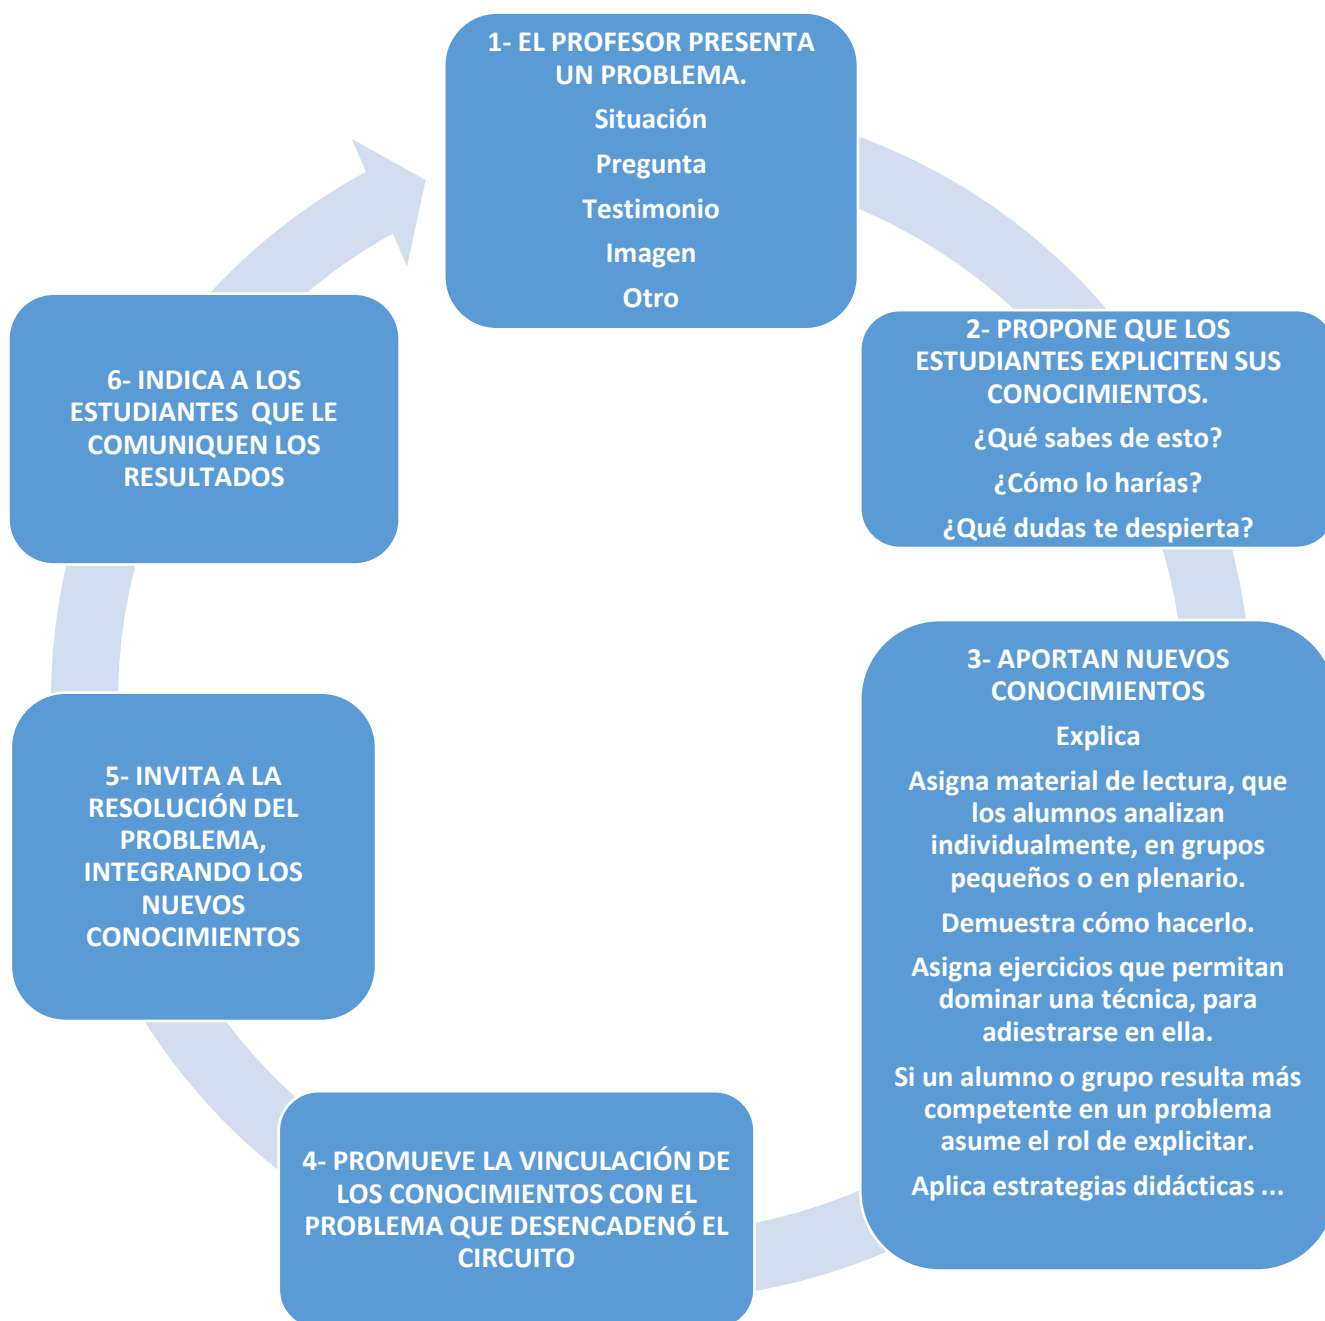 1- EL PROFESOR PRESENTA
UN PROBLEMA.
Situación
Pregunta
Testimonio
Imagen
Otro
2- PROPONE QUE LOS
ESTUDIANTES EXPLICITEN SUS
CONOCIMIENTOS.
¿Qué sabes de esto?
¿Cómo lo harías?
¿Qué dudas te despierta?
3- APORTAN NUEVOS
CONOCIMIENTOS
Explica
Asigna material de lectura, que
los alumnos analizan
individualmente, en grupos
pequeños o en plenario.
Demuestra cómo hacerlo.
Asigna ejercicios que permitan
dominar una técnica, para
adiestrarse en ella.
Si un alumno o grupo resulta más
competente en un problema
asume el rol de explicitar.
Aplica estrategias didácticas ...
4- PROMUEVE LA VINCULACIÓN DE
LOS CONOCIMIENTOS CON EL
PROBLEMA QUE DESENCADENÓ EL
CIRCUITO
5- INVITA A LA
RESOLUCIÓN DEL
PROBLEMA,
INTEGRANDO LOS
NUEVOS
CONOCIMIENTOS
6- INDICA A LOS
ESTUDIANTES  QUE LE
COMUNIQUEN LOS
RESULTADOS